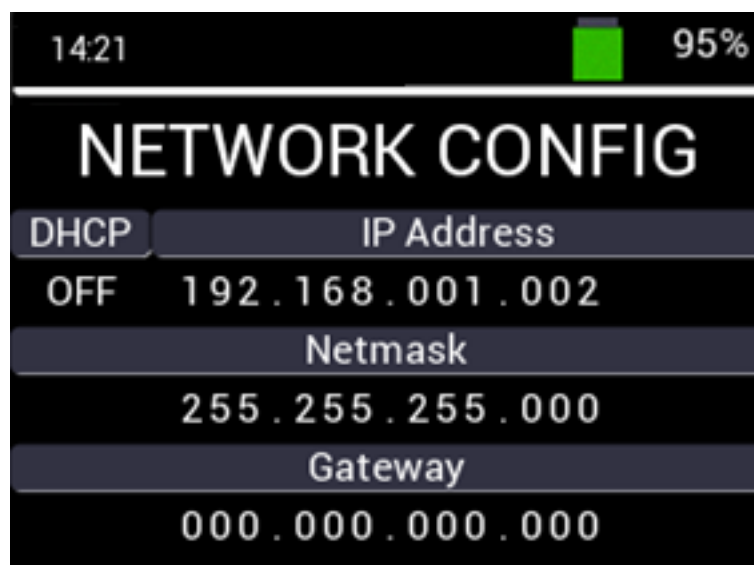 14:21 95%
NETWORK CONFIG
DHCP IP Address
OFF 192.168.001.002
Netmask
255.255.255.000
Gateway
000.000.000.000